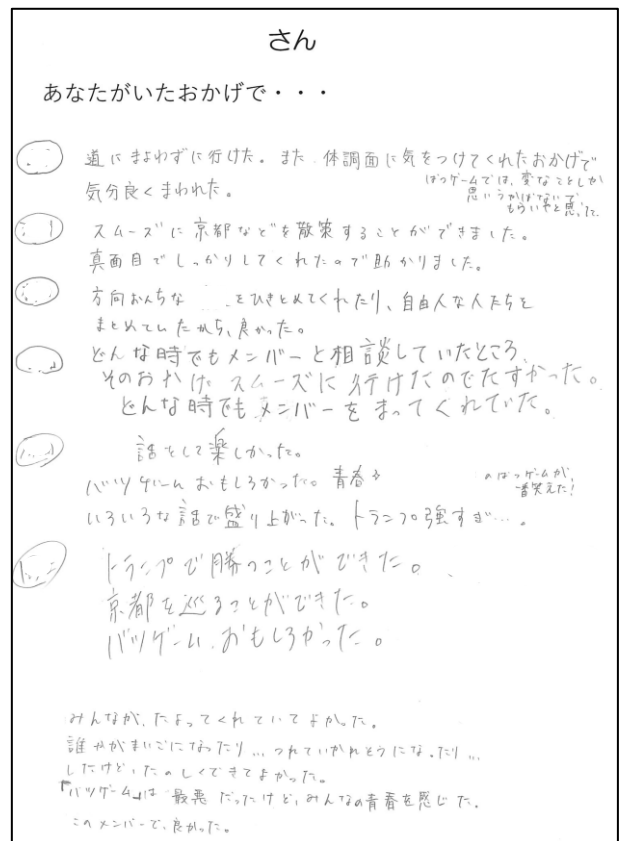 さん
あなたがいたおかげで・・・
道にまよわずに行けた。また 体調面に気をつけてくれたおかげで
気分良くまわれた。
ばつゲームでは、変なことしか
思いうかばないで
もらいやと思った
スムーズに京都などを散策することができました。
真面目でしっかりしてくれたので助かりました。
方向おんちな をひきとめてくれたり、自由人な人たちを
まとめていたから、良かった。
どんな時でもメンバーと相談していたところ、
そのおかげ スムーズに行けたのでたすかった。
どんな時でもメンバーをまってくれていた。
話をして楽しかった。
バツゲームおもしろかった。青春
のばつゲームが、
一番笑えた!
いろいろな話で盛り上がった。トランプ強すぎ…。
トランプで勝つことができた。
京都を巡ることができた。
バツゲーム、おもしろかった。
みんなが、たよってくれていてよかった。
誰かがまいごになったり…つれていかれそうになったり…
したけど、たのしくできてよかった。
「バツゲーム」は 最悪 だったけど、みんなの青春を感じた。
このメンバーで、良かった。